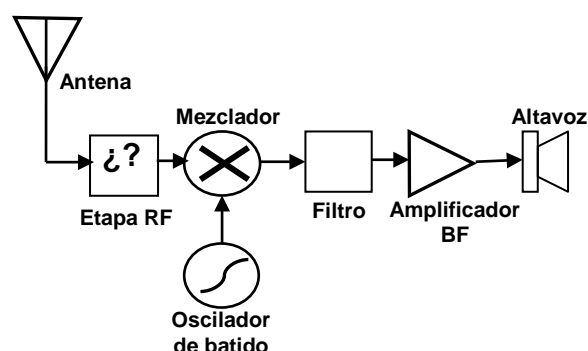 Antena
¿?
Etapa RF
Mezclador
Oscilador
de batido
Filtro
Amplificador
BF
Altavoz